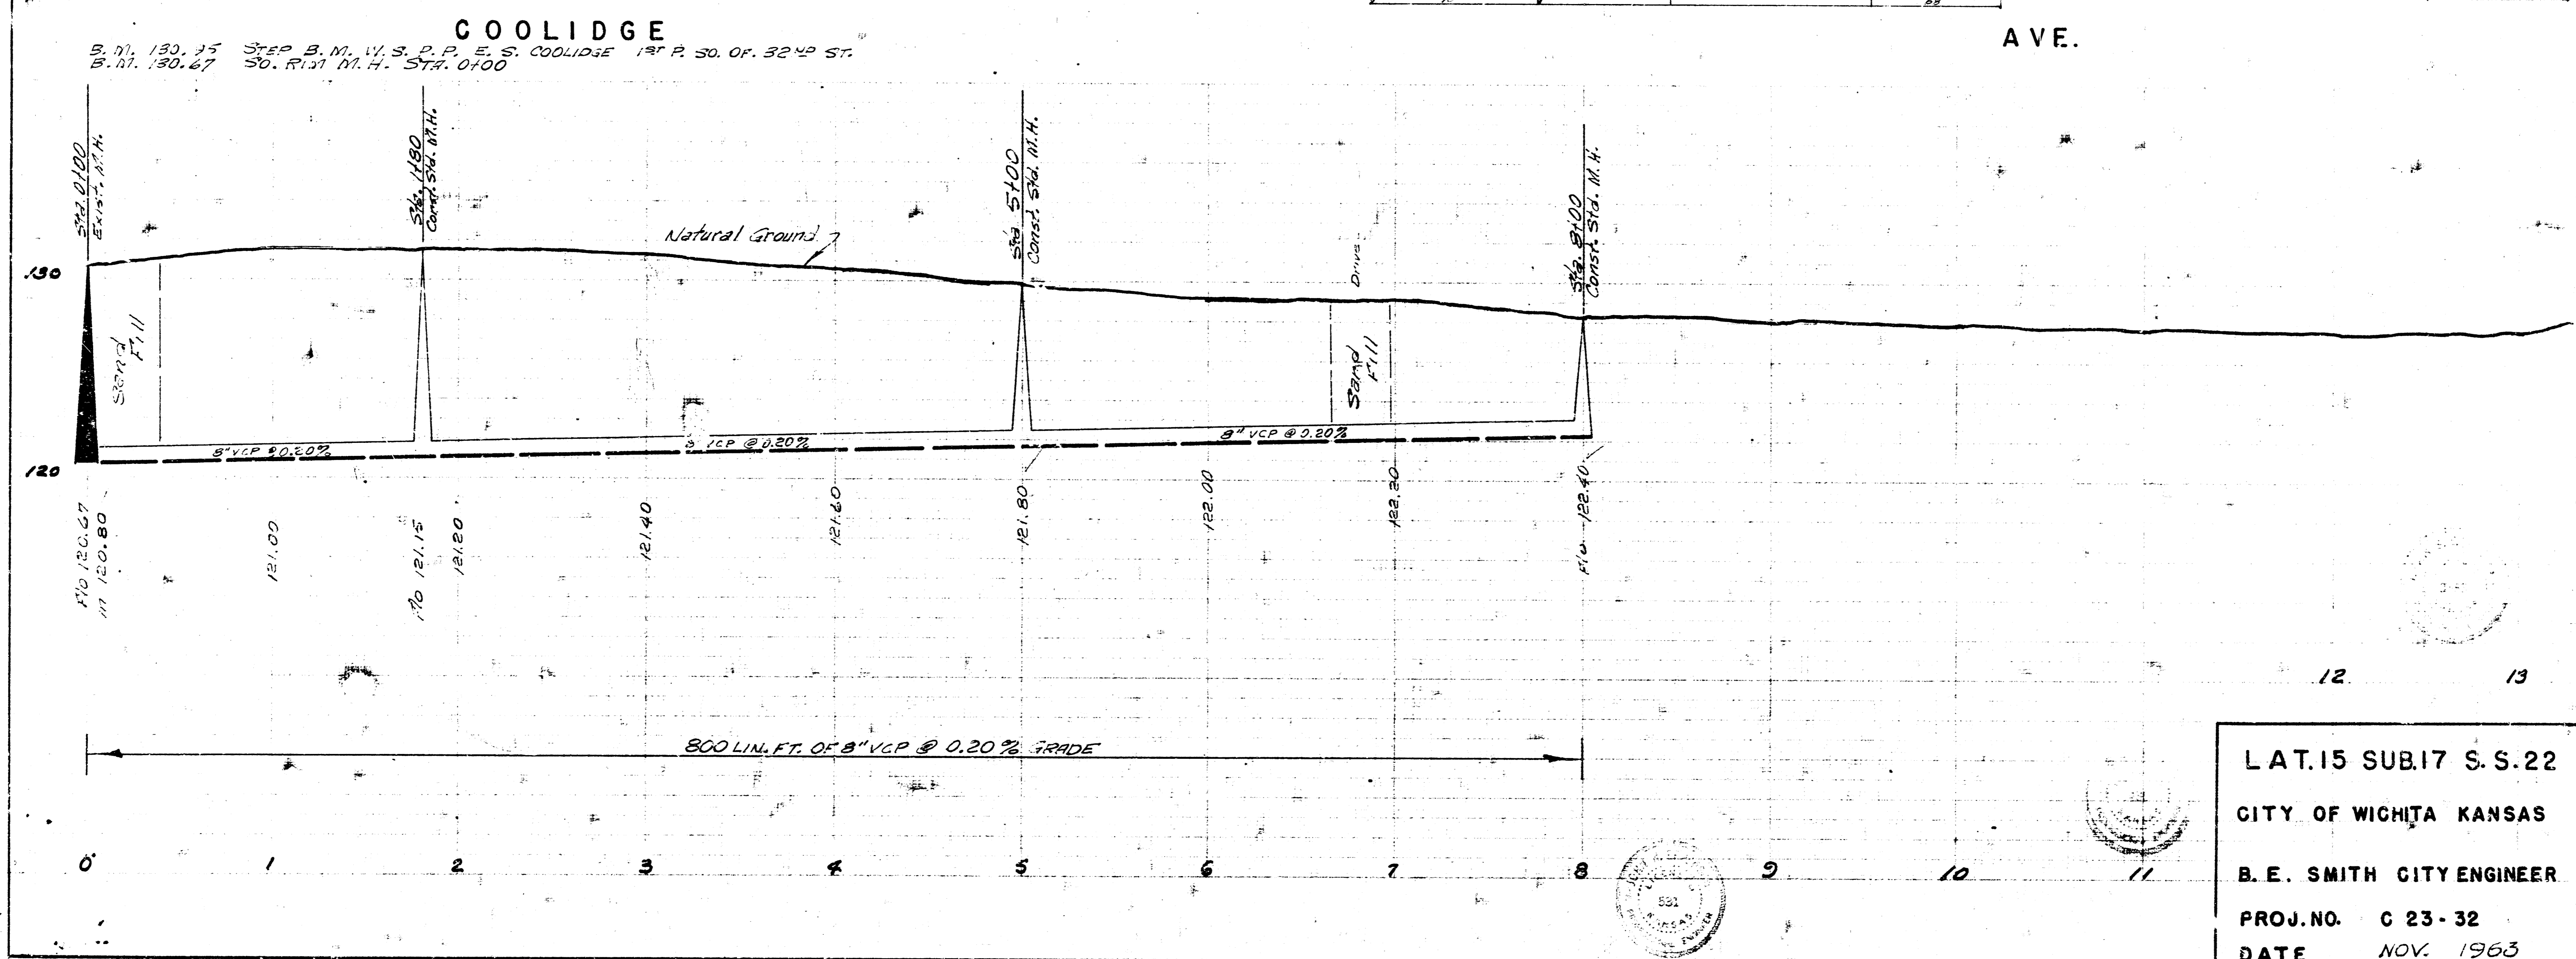 COOLIDGE AVE.
STEP B.M. W.S.P.P. E.S. COOLIDGE 1ST P. SO. OF 32ND ST.
B.M. 130.67 SO. RIM M.H. STA. 0+00
Sta. 0+00
Exist. M.H.
Sta. 1+80
Const. Std. M.H.
Sta 5+00
Const. Std. M.H.
Sta. 8+00
Const. Std. M.H.
Natural Ground
Drive
130
Sand
Fill
Sand
Fill
8" VCP @ 0.20%
VCP @ 0.20%
8" VCP @ 0.20%
120
Flo 120.67
in 120.80
121.00
Flo 121.15
121.20
121.40
121.60
121.80
122.00
122.20
Flo 122.40
12 13
800 LIN. FT. OF 8" VCP @ 0.20% GRADE
0 1 2 3 4 5 6 7 8 9 10 11
531
KANSAS
LAT.15 SUB.17 S.S.22
CITY OF WICHITA KANSAS
B.E. SMITH CITY ENGINEER
PROJ.NO. C 23-32
DATE NOV. 1963